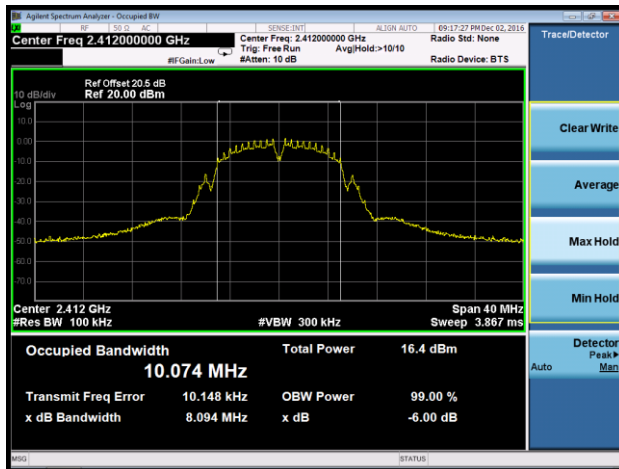 Agilent Spectrum Analyzer - Occupied BW
RF 50 Ω AC SENSE:INT ALIGN AUTO 09:17:27 PM Dec 02, 2016
Center Freq 2.412000000 GHz
Center Freq: 2.412000000 GHz Radio Std: None
Trig: Free Run Avg|Hold:>10/10
#IFGain:Low #Atten: 10 dB Radio Device: BTS
Trace/Detector
Ref Offset 20.5 dB
10 dB/div Ref 20.00 dBm
Log
10.0
0.00
-10.0
-20.0
-30.0
-40.0
-50.0
-60.0
-70.0
Center 2.412 GHz Span 40 MHz
#Res BW 100 kHz #VBW 300 kHz Sweep 3.867 ms
Occupied Bandwidth Total Power 16.4 dBm
10.074 MHz
Transmit Freq Error 10.148 kHz OBW Power 99.00 %
x dB Bandwidth 8.094 MHz x dB -6.00 dB
Clear Write
Average
Max Hold
Min Hold
Detector
Peak▶
Auto Man
MSG STATUS